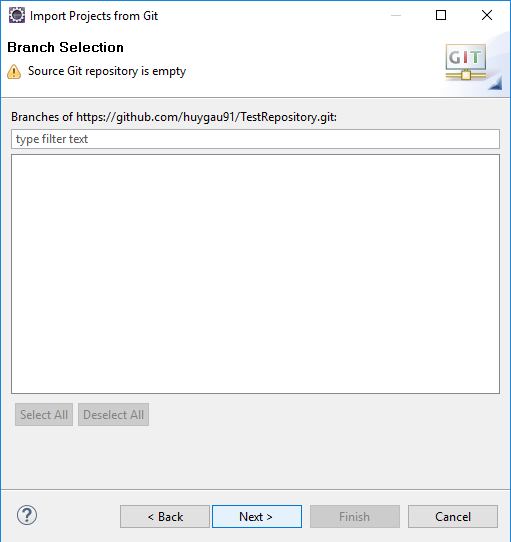 Import Projects from Git
Branch Selection
Source Git repository is empty
GIT
Branches of https://github.com/huygau91/TestRepository.git:
type filter text
Select All
Deselect All
?
< Back
Next >
Finish
Cancel